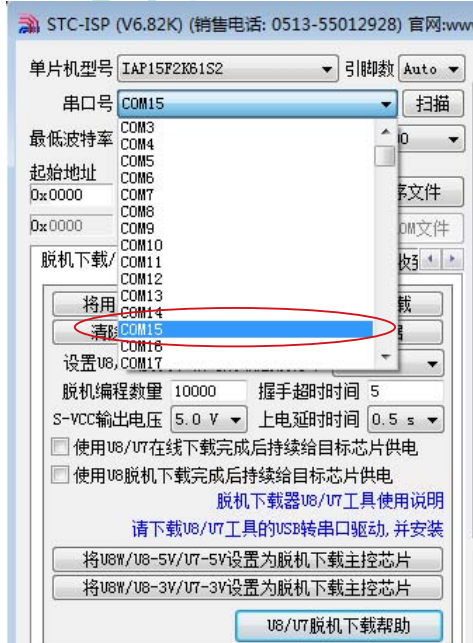 STC-ISP (V6.82K) (销售电话: 0513-55012928) 官网:ww
单片机型号 IAP15F2K61S2 引脚数 Auto
串口号 COM15 扫描
最低波特率
COM3
COM4
COM5
COM6
COM7
COM8
COM9
COM10
COM11
COM12
COM13
COM14
COM15
COM16
COM17
起始地址
0x0000 序文件
0x0000 OM文件
脱机下载/
将用 载
清除
设置U8,
脱机编程数量 10000 握手超时时间 5
S-VCC输出电压 5.0 V 上电延时时间 0.5 s
使用U8/U7在线下载完成后持续给目标芯片供电
使用U8脱机下载完成后持续给目标芯片供电
脱机下载器U8/U7工具使用说明
请下载U8/U7工具的USB转串口驱动,并安装
将U8W/U8-5V/U7-5V设置为脱机下载主控芯片
将U8W/U8-3V/U7-3V设置为脱机下载主控芯片
U8/U7脱机下载帮助